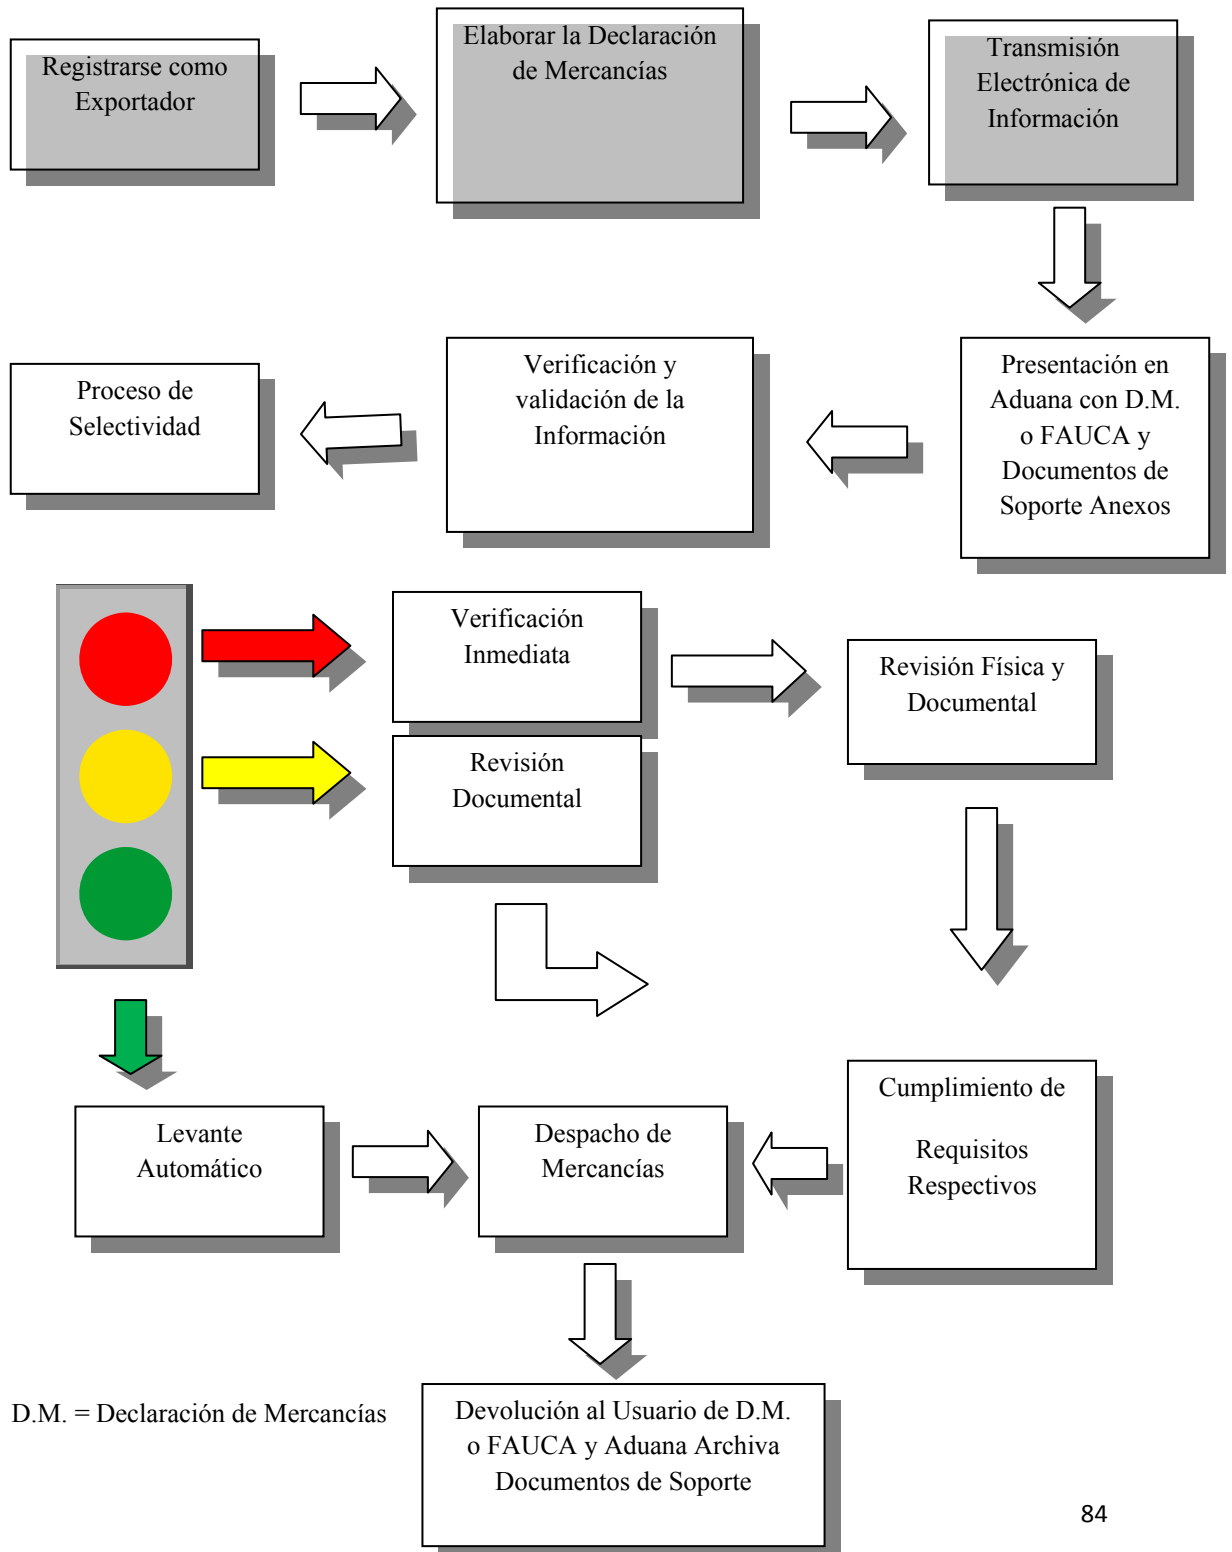 Registrarse como
Exportador
Elaborar la Declaración
de Mercancías
Transmisión
Electrónica de
Información
Proceso de
Selectividad
Verificación y
validación de la
Información
Presentación en
Aduana con D.M.
o FAUCA y
Documentos de
Soporte Anexos
Verificación
Inmediata
Revisión Física y
Documental
Revisión
Documental
Levante
Automático
Despacho de
Mercancías
Cumplimiento de
Requisitos
Respectivos
D.M. = Declaración de Mercancías
Devolución al Usuario de D.M.
o FAUCA y Aduana Archiva
Documentos de Soporte
84